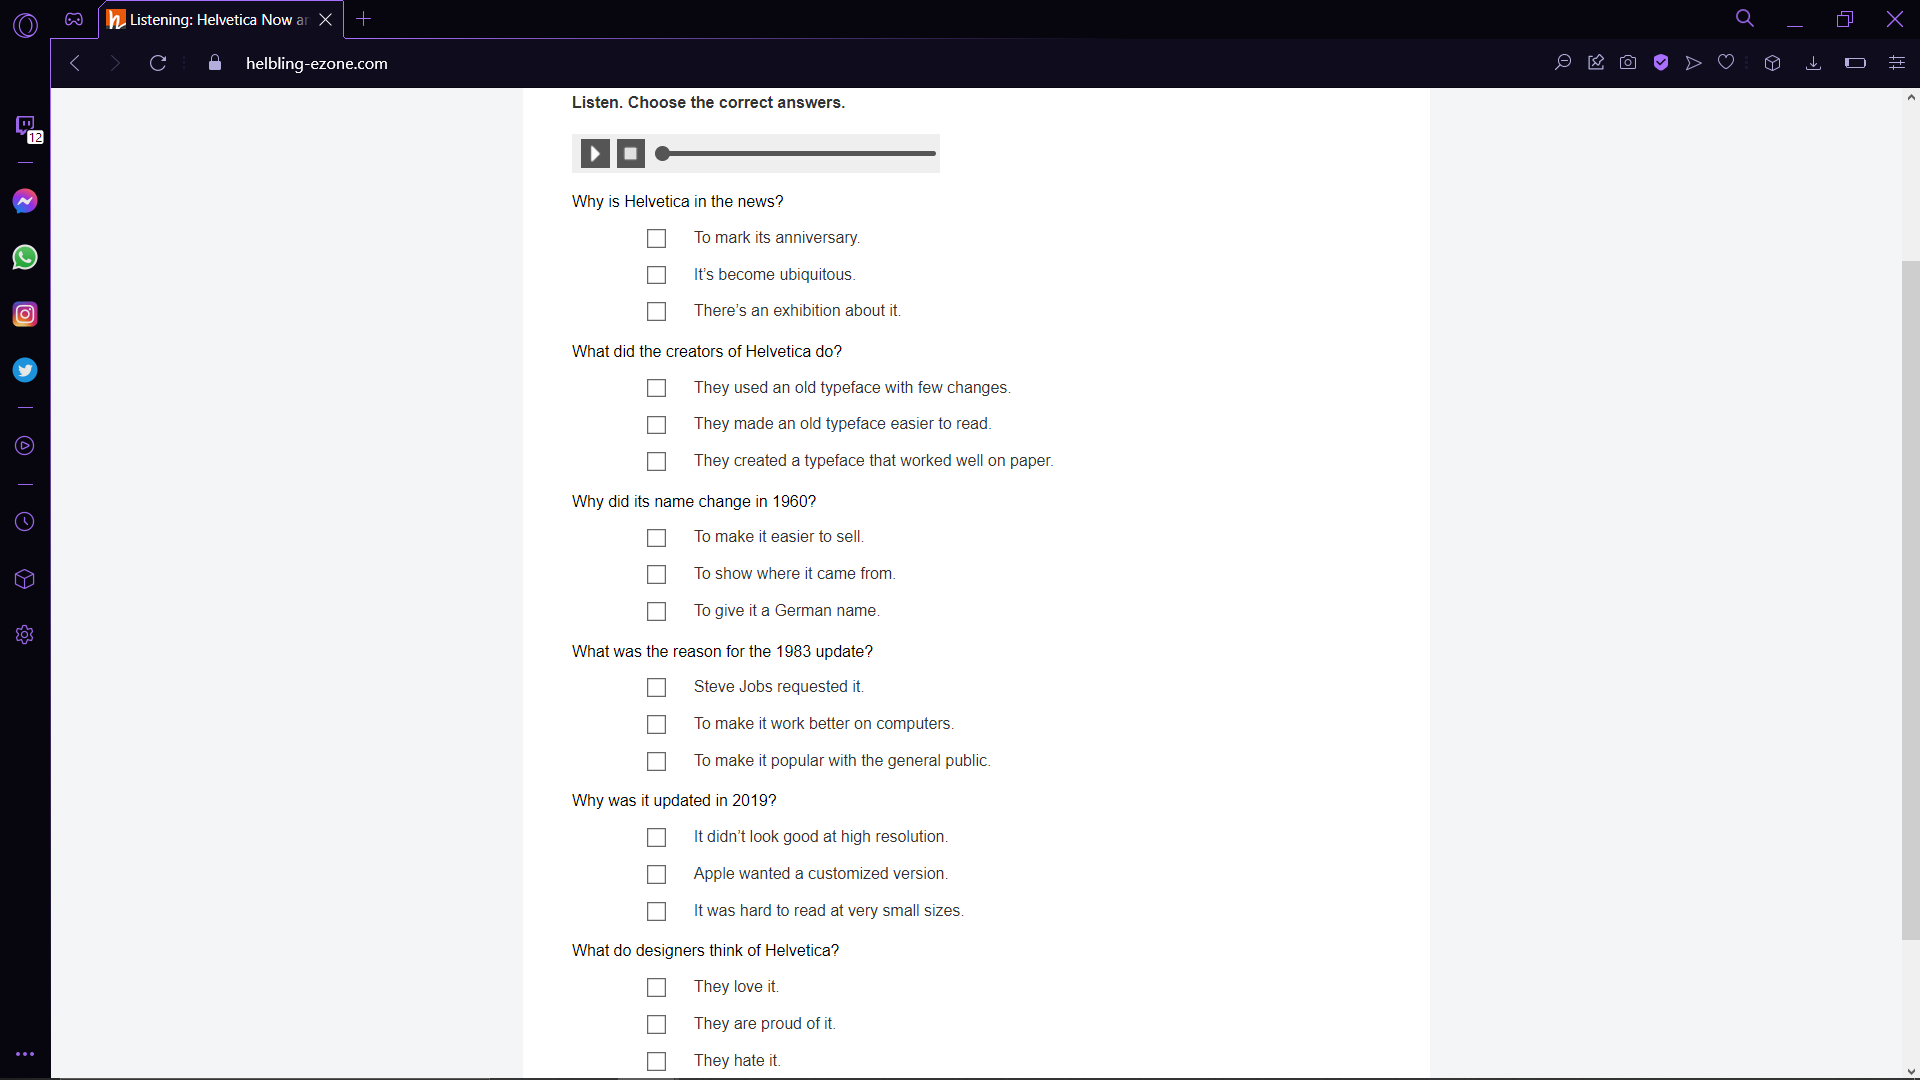 Listening: Helvetica Now a
helbling-ezone.com
12
Listen. Choose the correct answers.
Why is Helvetica in the news?
To mark its anniversary.
It's become ubiquitous.
There's an exhibition about it.
What did the creators of Helvetica do?
They used an old typeface with few changes.
They made an old typeface easier to read.
They created a typeface that worked well on paper.
Why did its name change in 1960?
To make it easier to sell.
To show where it came from.
To give it a German name.
What was the reason for the 1983 update?
Steve Jobs requested it.
To make it work better on computers.
To make it popular with the general public.
Why was it updated in 2019?
It didn't look good at high resolution.
Apple wanted a customized version.
It was hard to read at very small sizes.
What do designers think of Helvetica?
They love it.
They are proud of it.
They hate it.